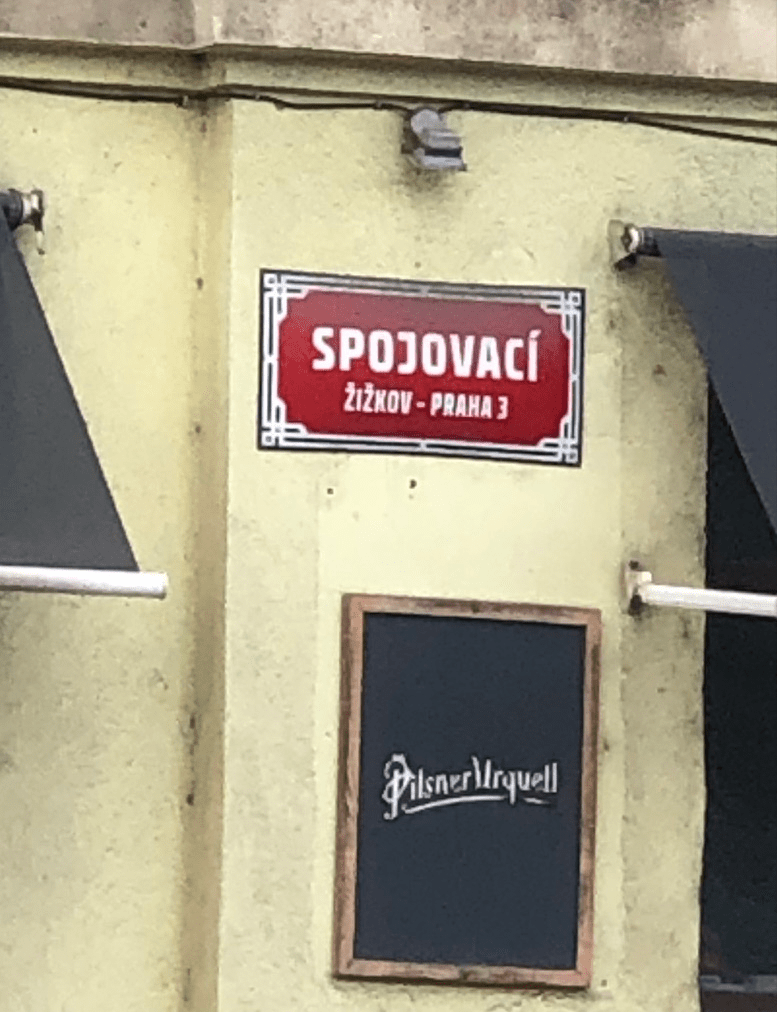 SPOJOVACÍ
ŽIŽKOV - PRAHA 3
Pilsner Urquell